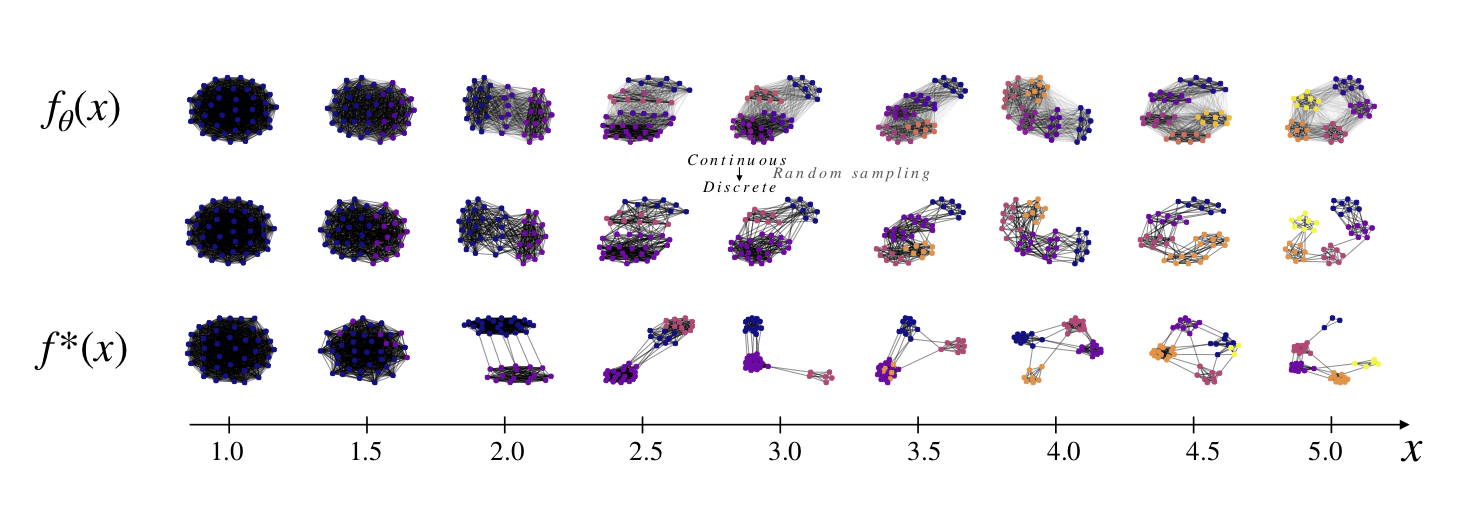 f_θ(x)
Continuous
Random sampling
Discrete
f*(x)
1.0 1.5 2.0 2.5 3.0 3.5 4.0 4.5 5.0 x